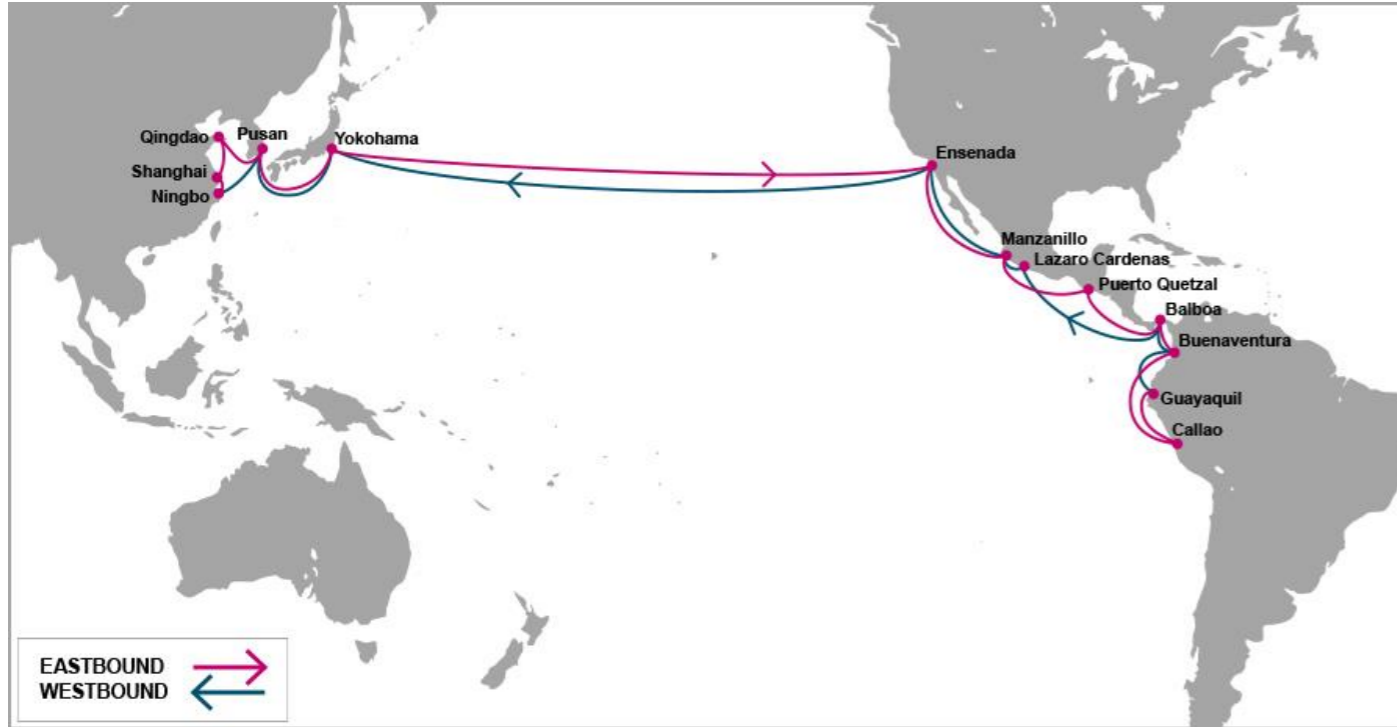 Qingdao
Pusan
Yokohama
Shanghai
Ningbo
Ensenada
Manzanillo
Lazaro Cardenas
Puerto Quetzal
Balboa
Buenaventura
Guayaquil
Callao
EASTBOUND
WESTBOUND